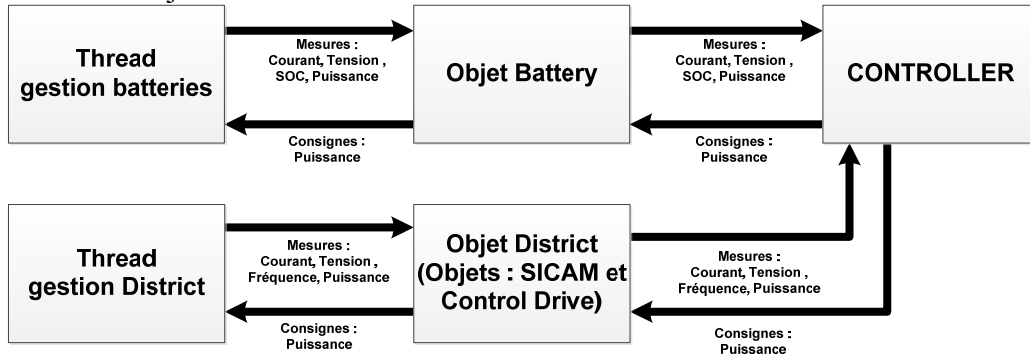 Thread
gestion batteries
Mesures :
Courant, Tension ,
SOC, Puissance
Consignes :
Puissance
Objet Battery
Mesures :
Courant, Tension ,
SOC, Puissance
Consignes :
Puissance
CONTROLLER
Thread
gestion District
Mesures :
Courant, Tension ,
Fréquence, Puissance
Consignes :
Puissance
Objet District
(Objets : SICAM et
Control Drive)
Mesures :
Courant, Tension ,
Fréquence, Puissance
Consignes :
Puissance